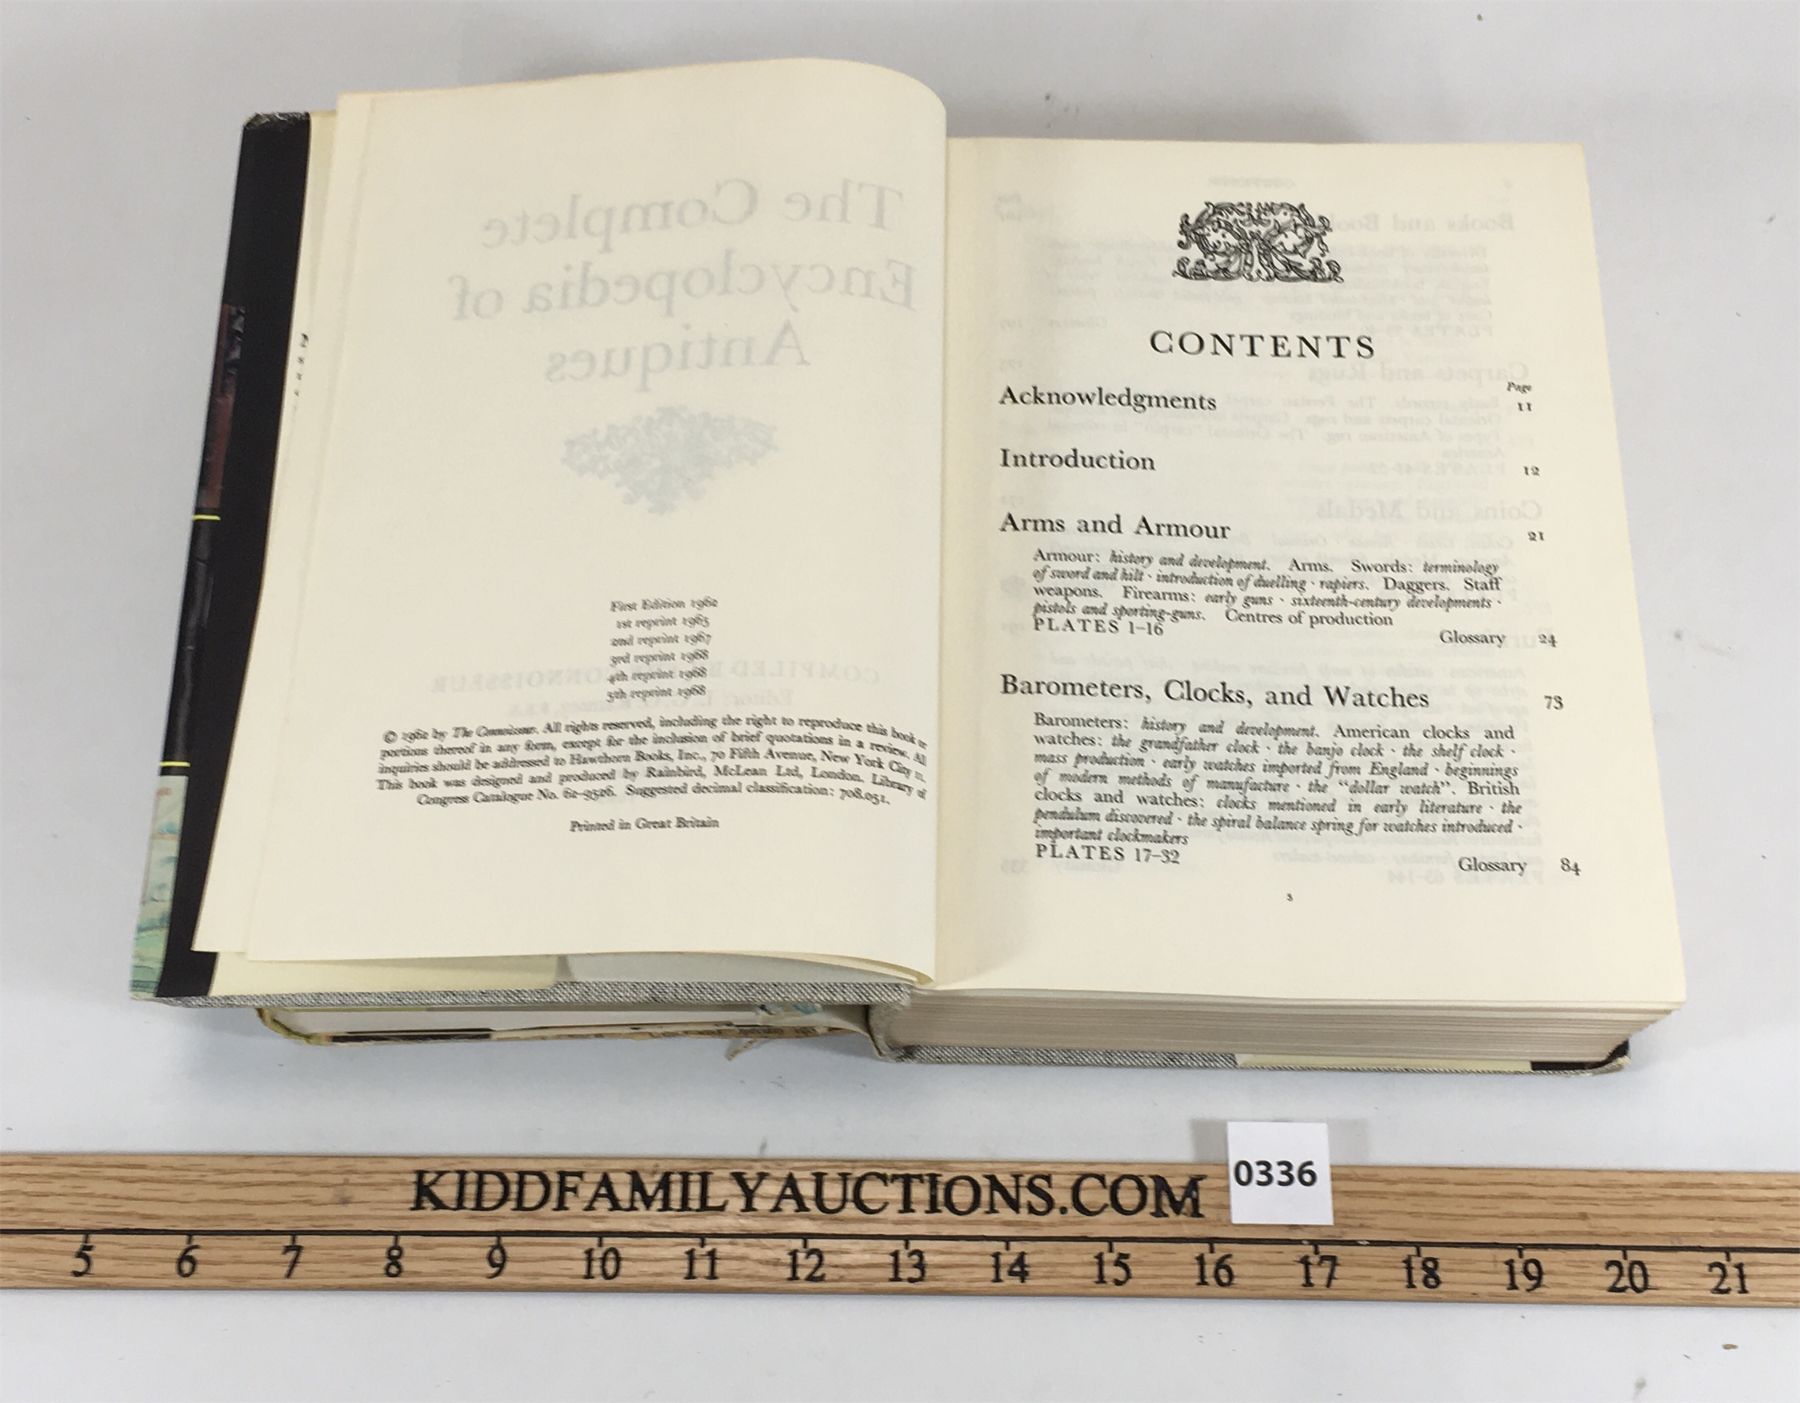 The Complete
Encyclopedia of
Antiques
First Edition 1962
1st reprint 1965
2nd reprint 1967
3rd reprint 1968
4th reprint 1968
5th reprint 1968
© 1962 by The Connoisseur. All rights reserved, including the right to reproduce this book or
portions thereof in any form, except for the inclusion of brief quotations in a review. All
inquiries should be addressed to Hawthorn Books, Inc., 70 Fifth Avenue, New York City 11.
This book was designed and produced by Rainbird, McLean Ltd, London. Library of
Congress Catalogue No. 62-9526. Suggested decimal classification: 708.051.
Printed in Great Britain
CONTENTS
Page
Acknowledgments 11
Introduction 12
Arms and Armour 21
Armour: history and development. Arms. Swords: terminology
of sword and hilt · introduction of duelling · rapiers. Daggers. Staff
weapons. Firearms: early guns · sixteenth-century developments ·
pistols and sporting-guns. Centres of production
PLATES 1–16
Glossary 24
Barometers, Clocks, and Watches 73
Barometers: history and development. American clocks and
watches: the grandfather clock · the banjo clock · the shelf clock ·
mass production · early watches imported from England · beginnings
of modern methods of manufacture · the "dollar watch". British
clocks and watches: clocks mentioned in early literature · the
pendulum discovered · the spiral balance spring for watches introduced ·
important clockmakers
PLATES 17–32
Glossary 84
KIDDFAMILYAUCTIONS.COM 0336
5 6 7 8 9 10 11 12 13 14 15 16 17 18 19 20 21